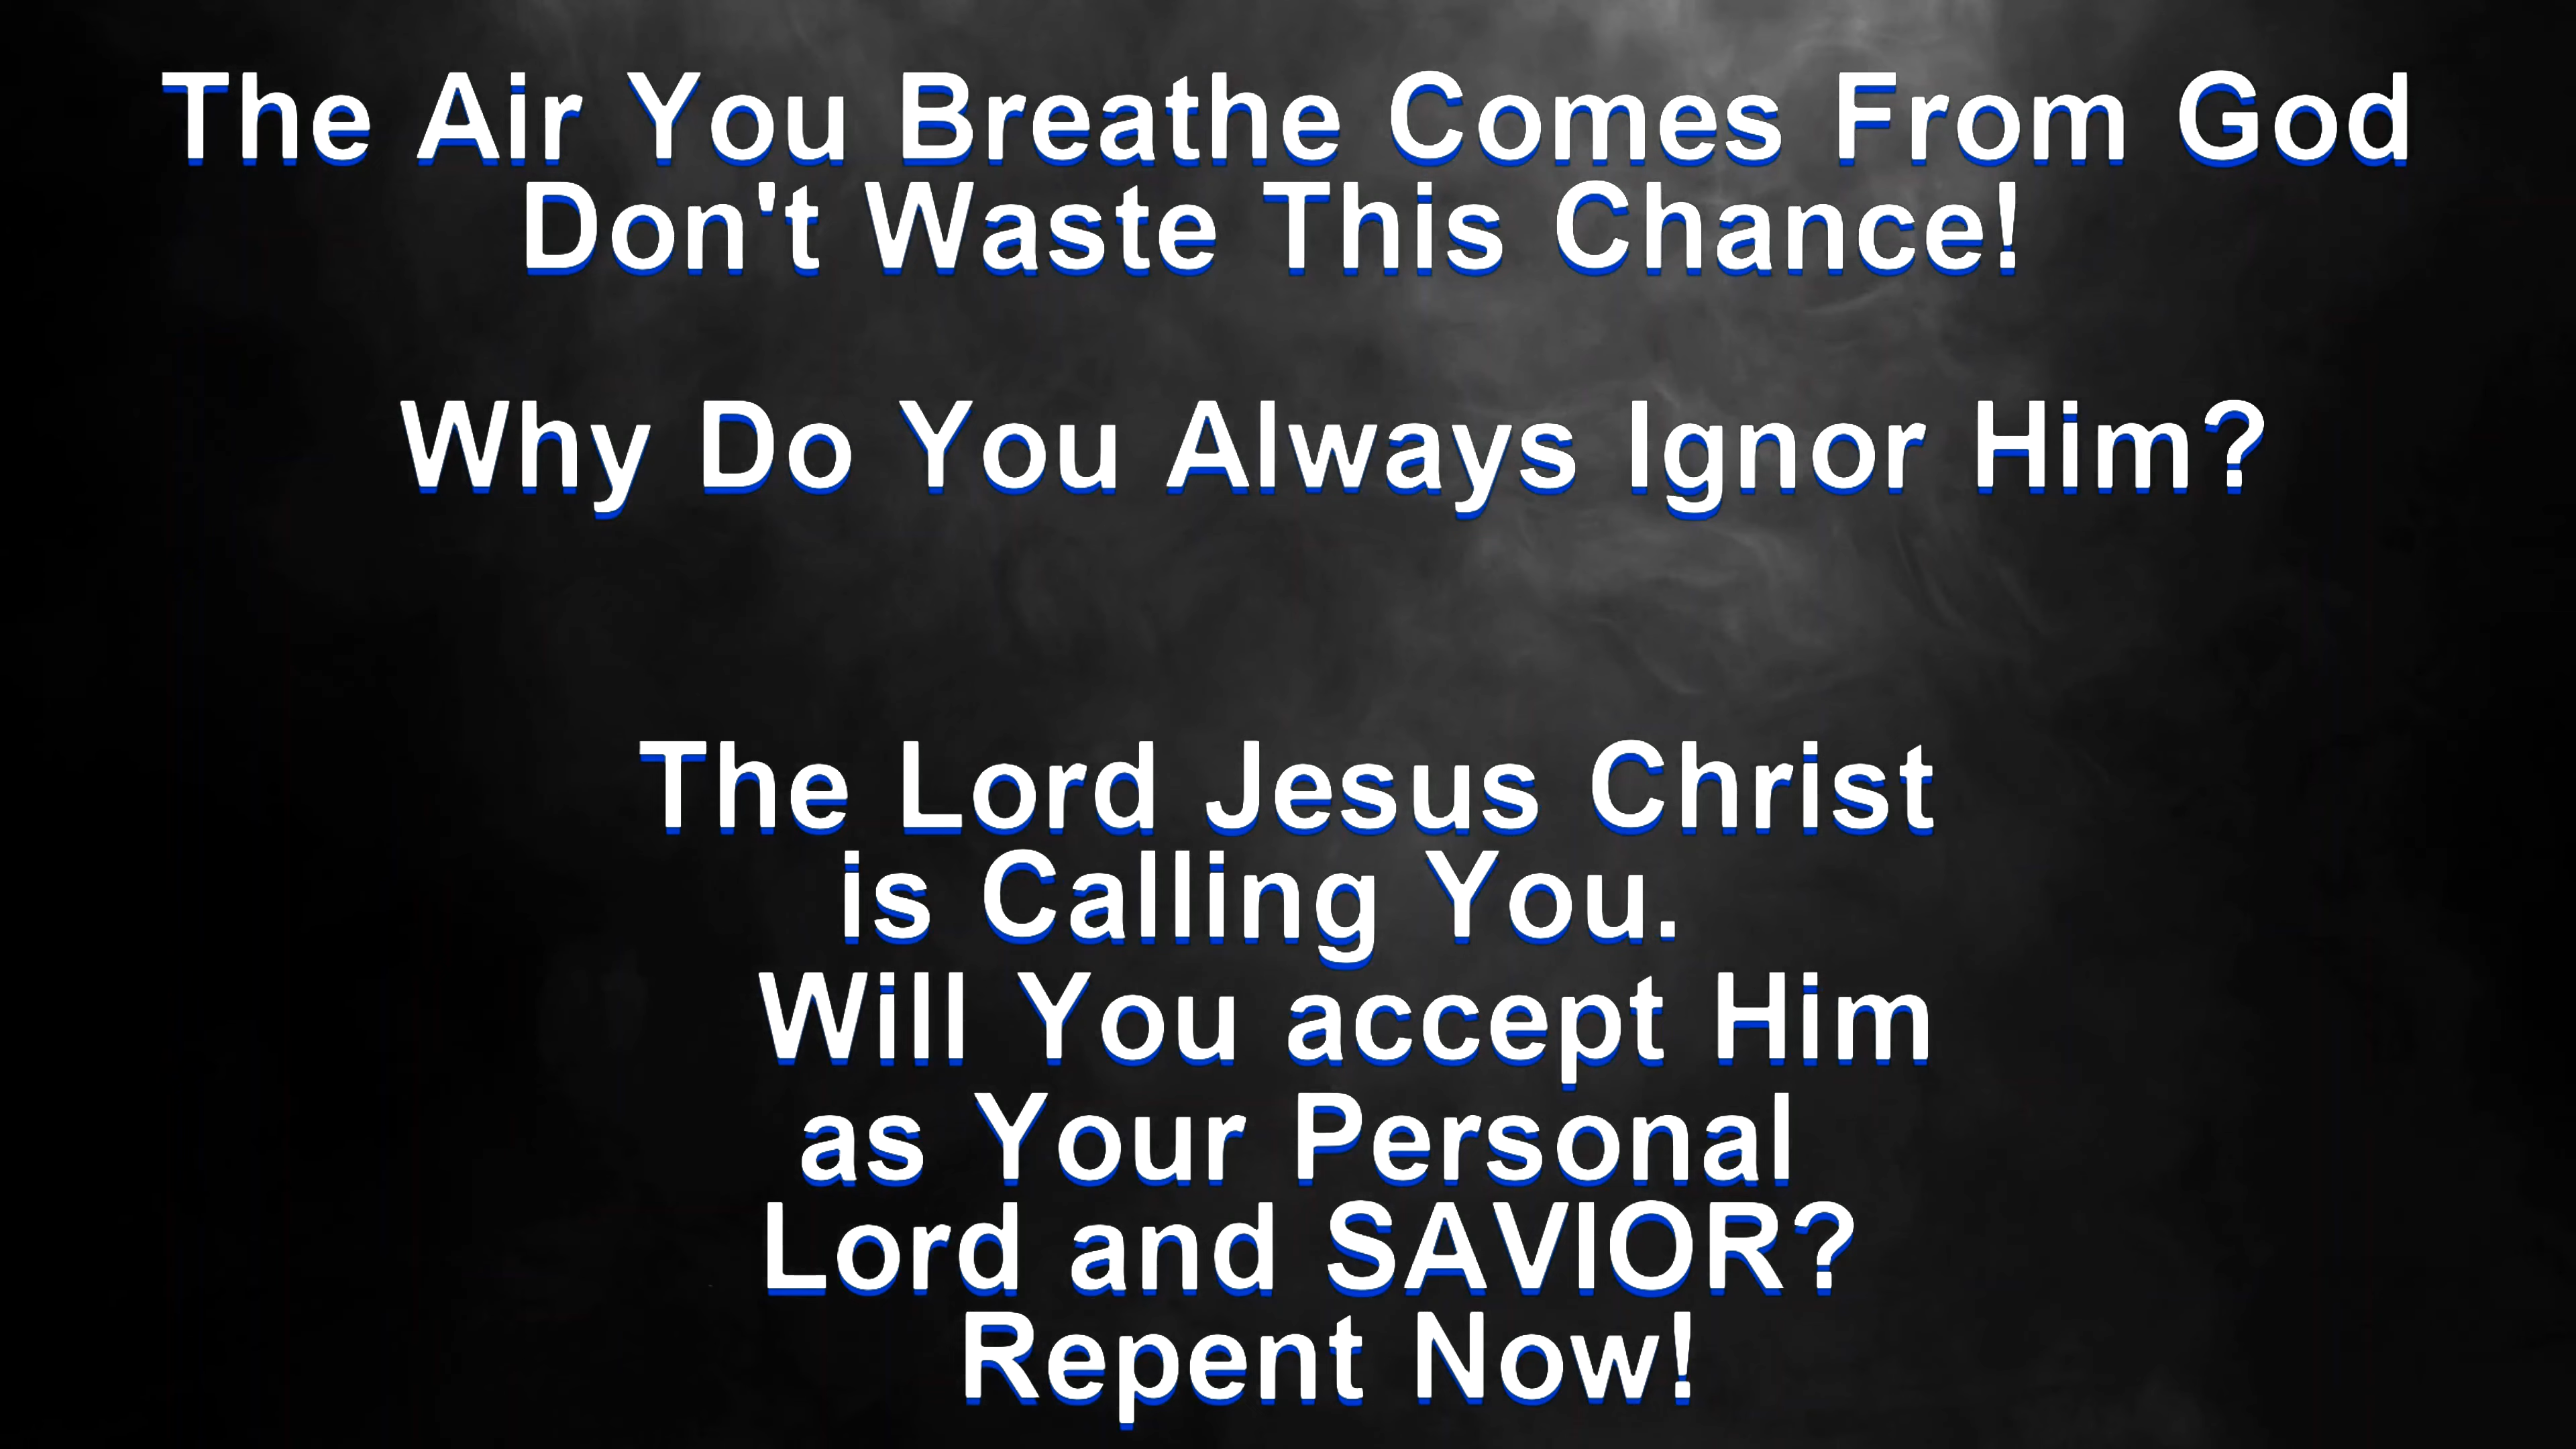 The Air You Breathe Comes From God
Don't Waste This Chance!
Why Do You Always Ignor Him?
The Lord Jesus Christ
is Calling You.
Will You accept Him
as Your Personal
Lord and SAVIOR?
Repent Now!